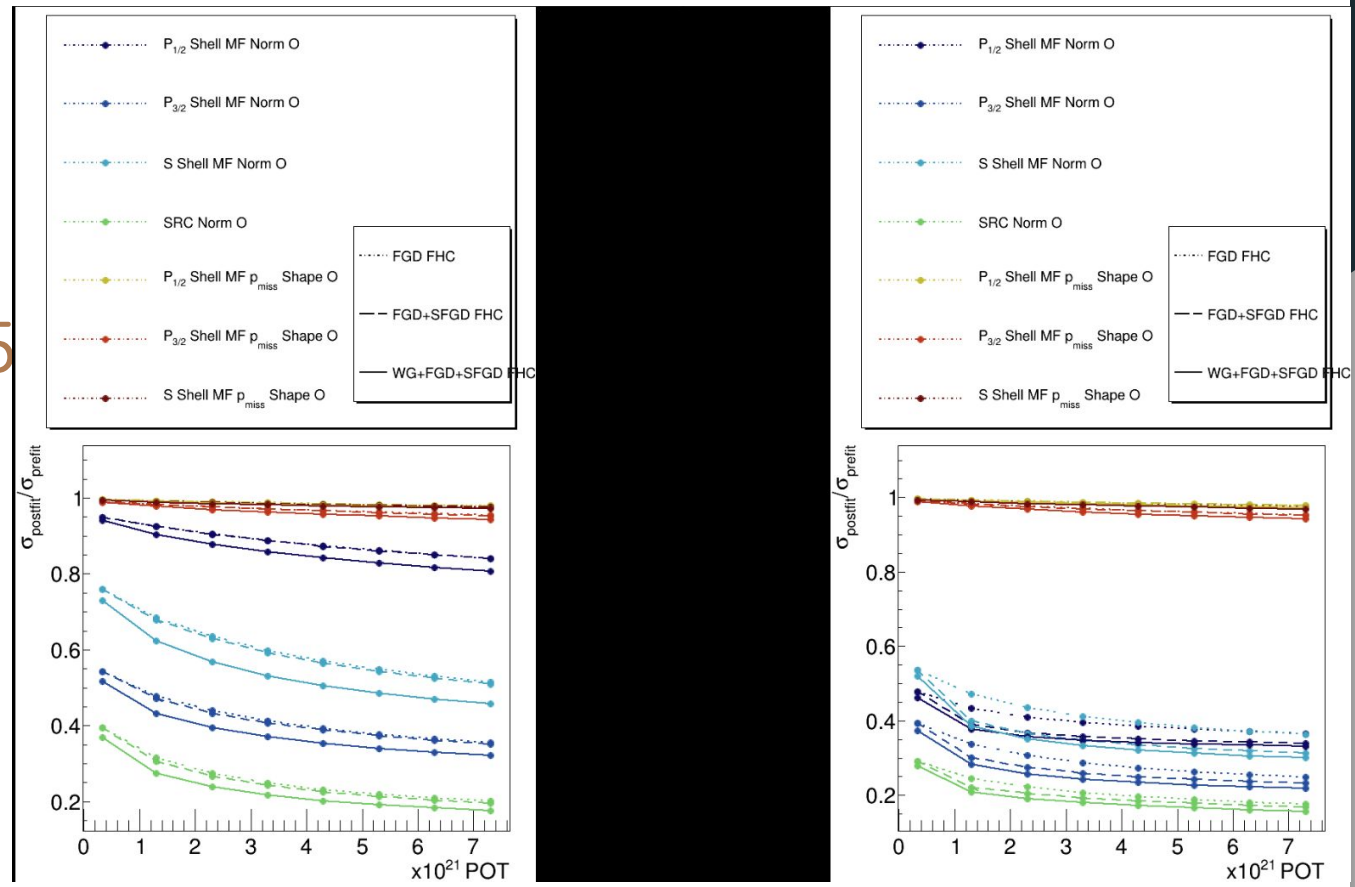 P1/2 Shell MF Norm O
P3/2 Shell MF Norm O
S Shell MF Norm O
SRC Norm O
P1/2 Shell MF pmiss Shape O
P3/2 Shell MF pmiss Shape O
S Shell MF pmiss Shape O
FGD FHC
FGD+SFGD FHC
WG+FGD+SFGD FHC
5
σpostfit/σprefit
1
0.8
0.6
0.4
0.2
0 1 2 3 4 5 6 7
x10²¹ POT
P1/2 Shell MF Norm O
P3/2 Shell MF Norm O
S Shell MF Norm O
SRC Norm O
P1/2 Shell MF pmiss Shape O
P3/2 Shell MF pmiss Shape O
S Shell MF pmiss Shape O
FGD FHC
FGD+SFGD FHC
WG+FGD+SFGD FHC
σpostfit/σprefit
1
0.8
0.6
0.4
0.2
0 1 2 3 4 5 6 7
x10²¹ POT